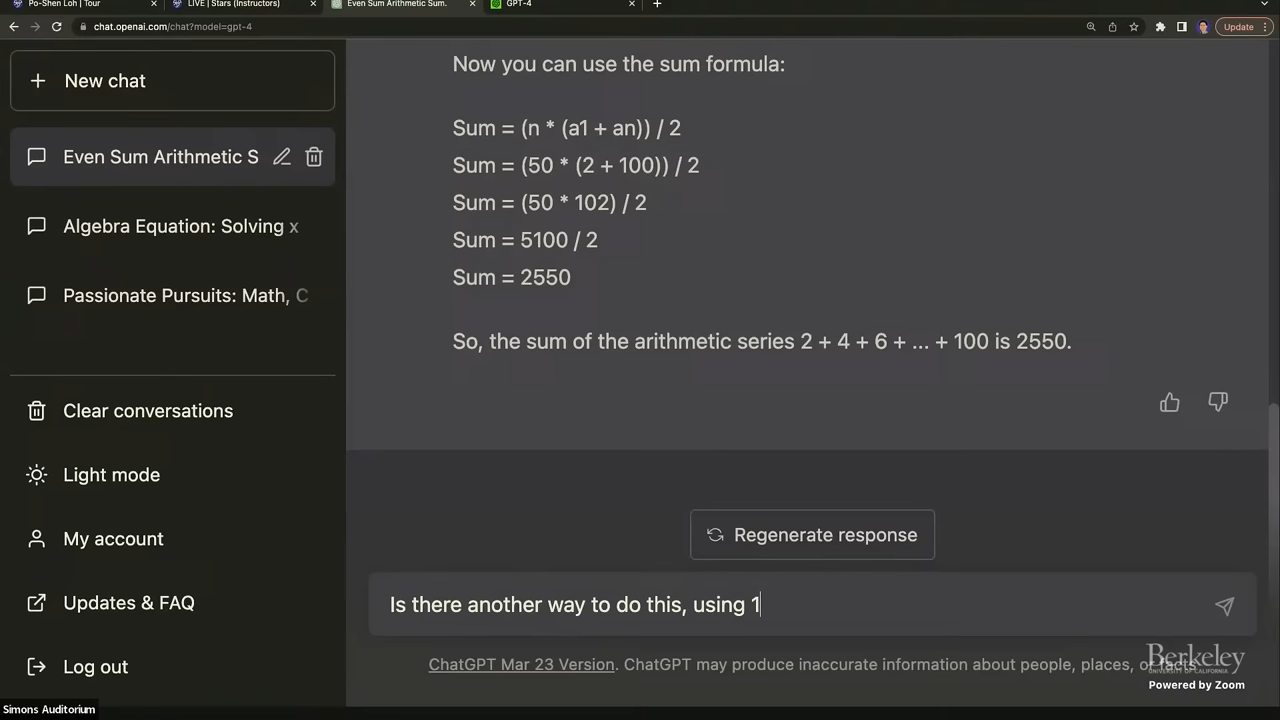 Po-Shen Loh | Tour
LIVE | Stars (Instructors)
Even Sum Arithmetic Sum.
GPT-4
chat.openai.com/chat?model=gpt-4
Update
New chat
Even Sum Arithmetic S
Algebra Equation: Solving x
Passionate Pursuits: Math, C
Clear conversations
Light mode
My account
Updates & FAQ
Log out
Now you can use the sum formula:
Sum = (n * (a1 + an)) / 2
Sum = (50 * (2 + 100)) / 2
Sum = (50 * 102) / 2
Sum = 5100 / 2
Sum = 2550
So, the sum of the arithmetic series 2 + 4 + 6 + ... + 100 is 2550.
Regenerate response
Is there another way to do this, using 1
ChatGPT Mar 23 Version. ChatGPT may produce inaccurate information about people, places, or facts
Berkeley
UNIVERSITY OF CALIFORNIA
Powered by Zoom
Simons Auditorium